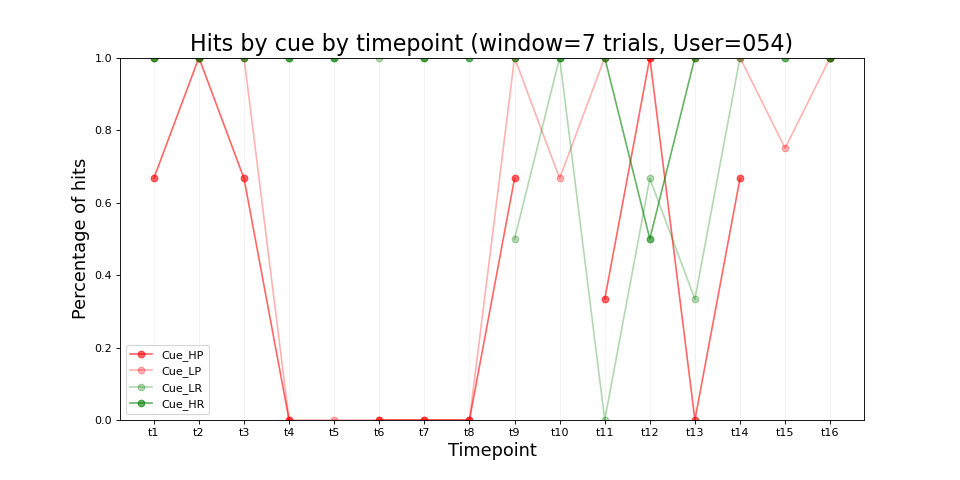 Hits by cue by timepoint (window=7 trials, User=054)
Percentage of hits
1.0
0.8
0.6
0.4
0.2
0.0
Cue_HP
Cue_LP
Cue_LR
Cue_HR
t1 t2 t3 t4 t5 t6 t7 t8 t9 t10 t11 t12 t13 t14 t15 t16
Timepoint